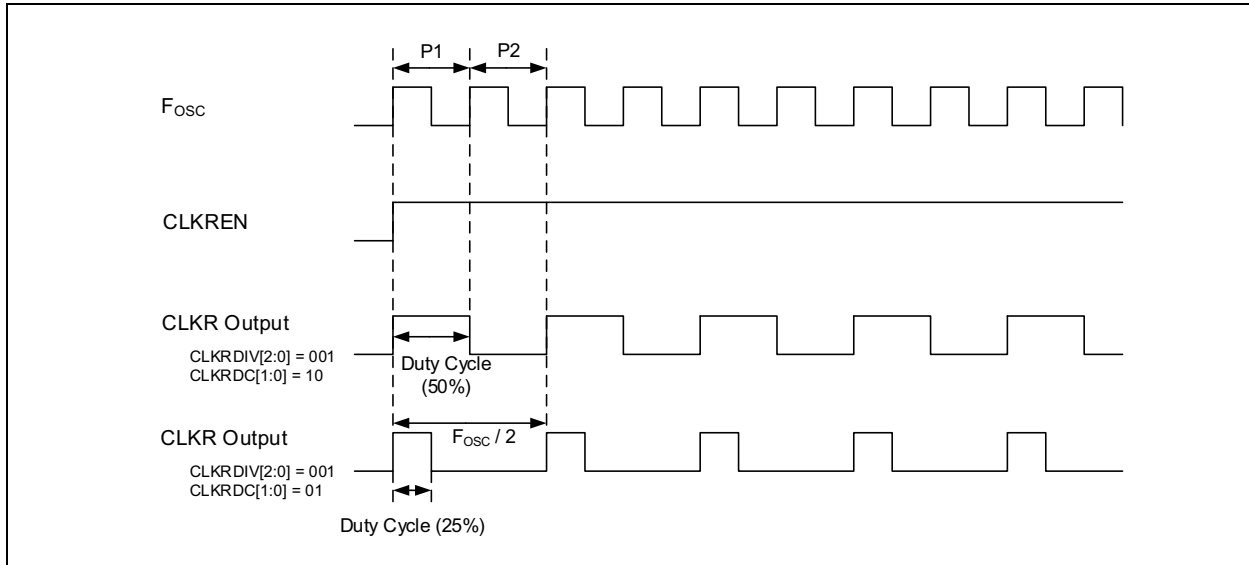 P1
P2
FOSC
CLKREN
CLKR Output
CLKRDIV[2:0] = 001
CLKRDC[1:0] = 10
Duty Cycle
(50%)
CLKR Output
FOSC / 2
CLKRDIV[2:0] = 001
CLKRDC[1:0] = 01
Duty Cycle (25%)